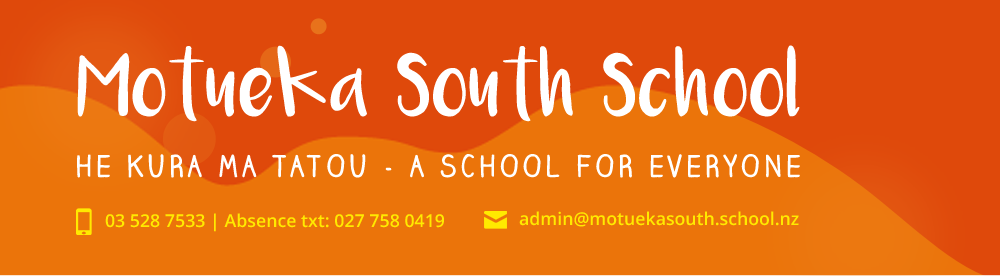 Motueka South School
HE KURA MA TATOU - A SCHOOL FOR EVERYONE
03 528 7533 | Absence txt: 027 758 0419 admin@motuekasouth.school.nz